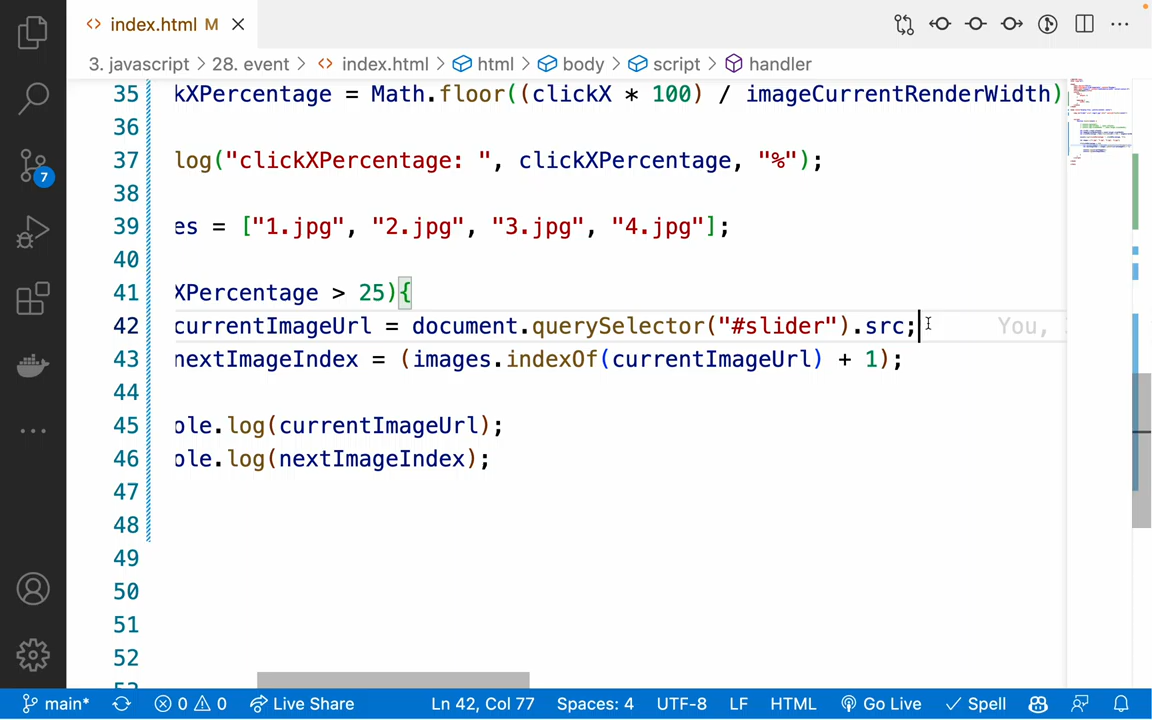 index.html M
3. javascript > 28. event > index.html > html > body > script > handler
35 kXPercentage = Math.floor((clickX * 100) / imageCurrentRenderWidth)
36
37 log("clickXPercentage: ", clickXPercentage, "%");
38
39 es = ["1.jpg", "2.jpg", "3.jpg", "4.jpg"];
40
41 XPercentage > 25){
42 currentImageUrl = document.querySelector("#slider").src; You,
43 nextImageIndex = (images.indexOf(currentImageUrl) + 1);
44
45 ole.log(currentImageUrl);
46 ole.log(nextImageIndex);
47
48
49
50
51
52
7
main* 0 0 Live Share Ln 42, Col 77 Spaces: 4 UTF-8 LF HTML Go Live Spell